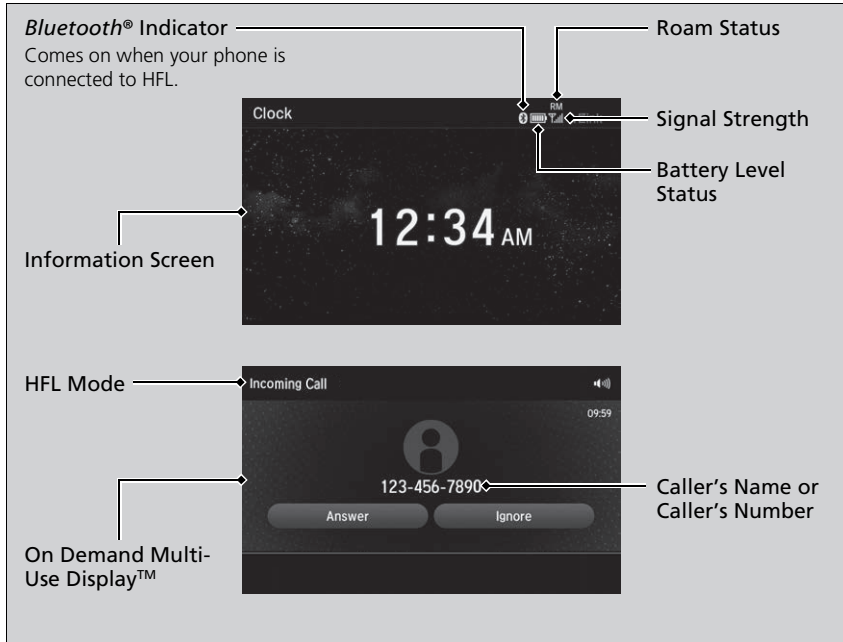 Bluetooth® Indicator
Comes on when your phone is
connected to HFL.
Roam Status
Signal Strength
Battery Level
Status
Clock
RM
12:34 AM
Information Screen
HFL Mode
Incoming Call
09:59
123-456-7890
Answer
Ignore
Caller's Name or
Caller's Number
On Demand Multi-
Use Display™